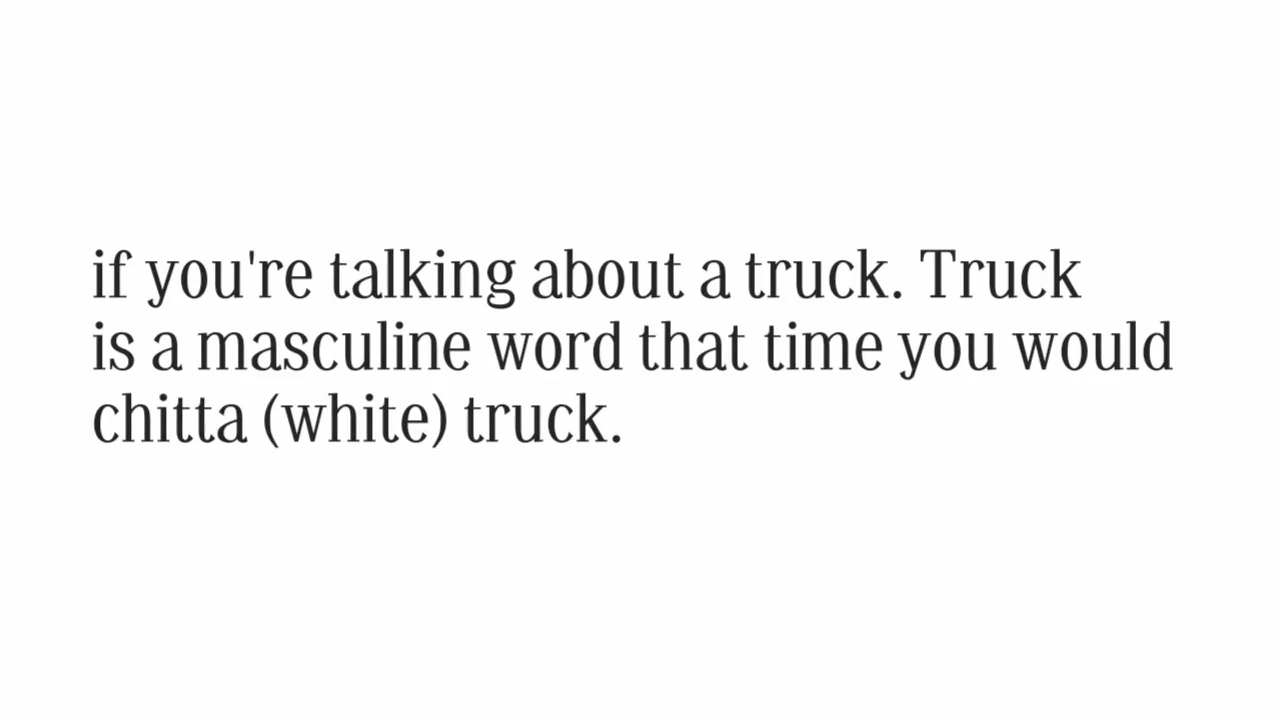 if you're talking about a truck. Truck
is a masculine word that time you would
chitta (white) truck.